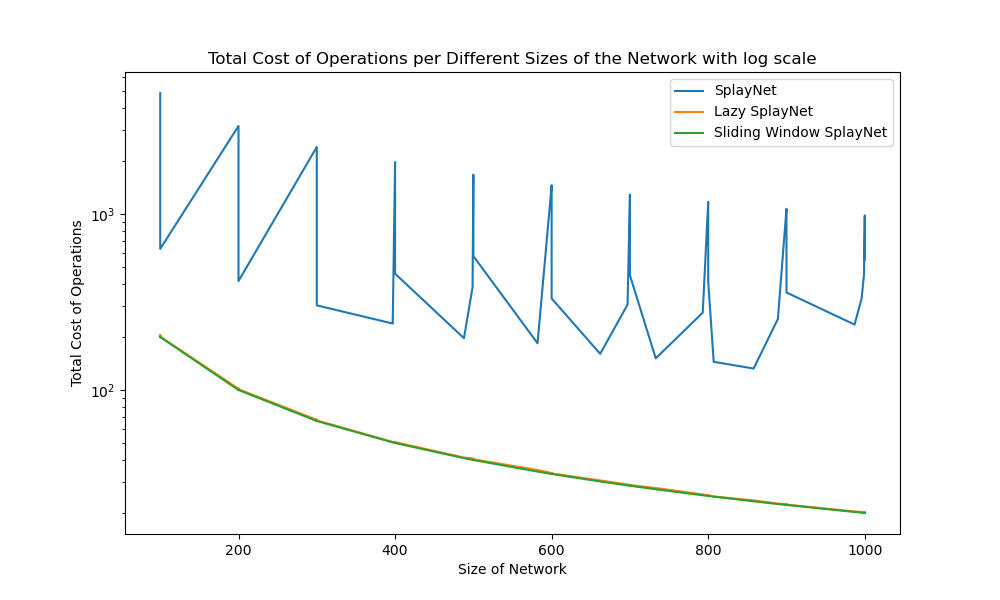 Total Cost of Operations per Different Sizes of the Network with log scale
SplayNet
Lazy SplayNet
Sliding Window SplayNet
Total Cost of Operations
10³
10²
200 400 600 800 1000
Size of Network